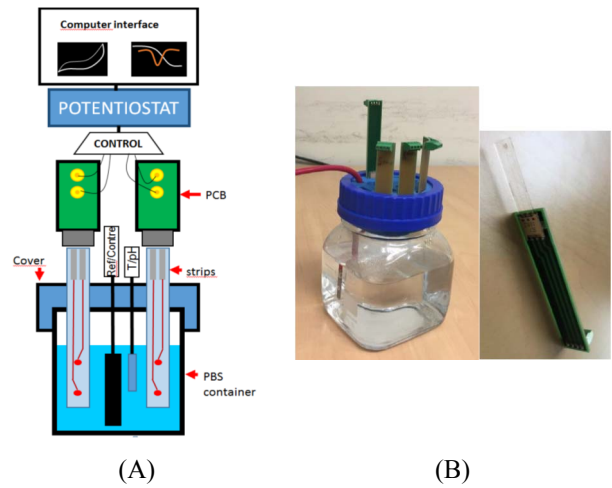 Computer interface
POTENTIOSTAT
CONTROL
PCB
Ref/Contre
T/pH
Cover
strips
PBS
container
(A)
(B)